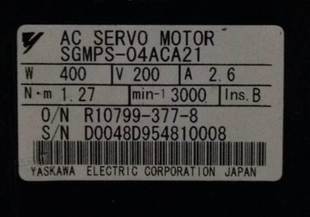 AC SERVO MOTOR
SGMPS-04ACA21
W 400 V 200 A 2.6
N·m 1.27 min-1 3000 Ins.B
O/N R10799-377-8
S/N D0048D954810008
YASKAWA ELECTRIC CORPORATION JAPAN